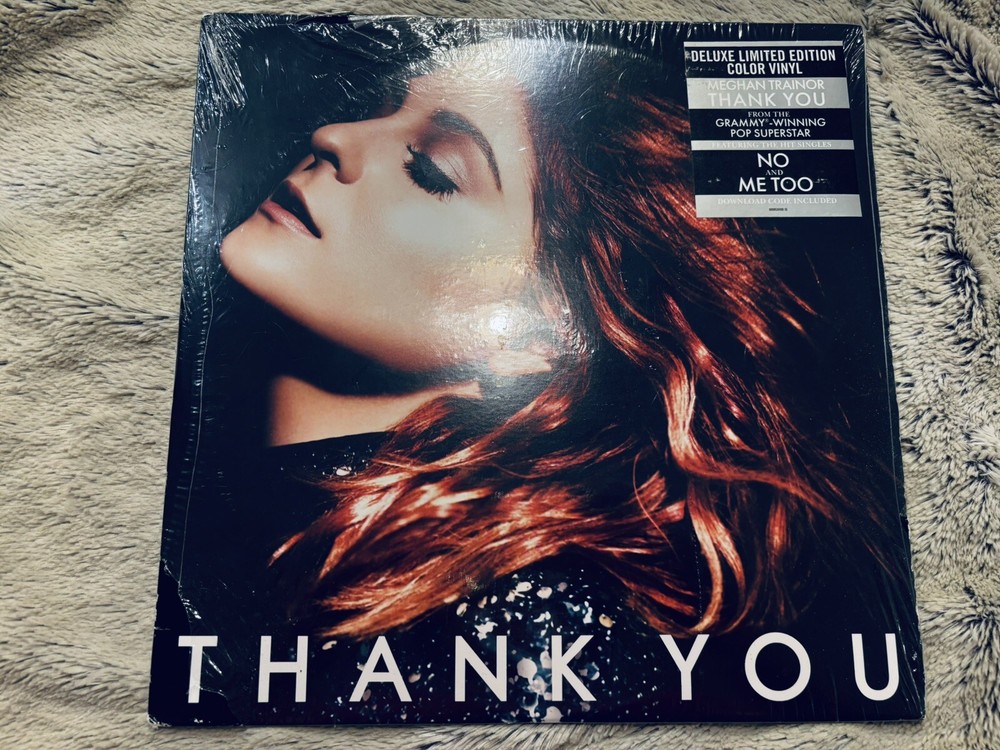 DELUXE LIMITED EDITION
COLOR VINYL
MEGHAN TRAINOR
THANK YOU
FROM THE
GRAMMY®-WINNING
POP SUPERSTAR
FEATURING THE HIT SINGLES
NO
AND
ME TOO
DOWNLOAD CODE INCLUDED
THANK YOU